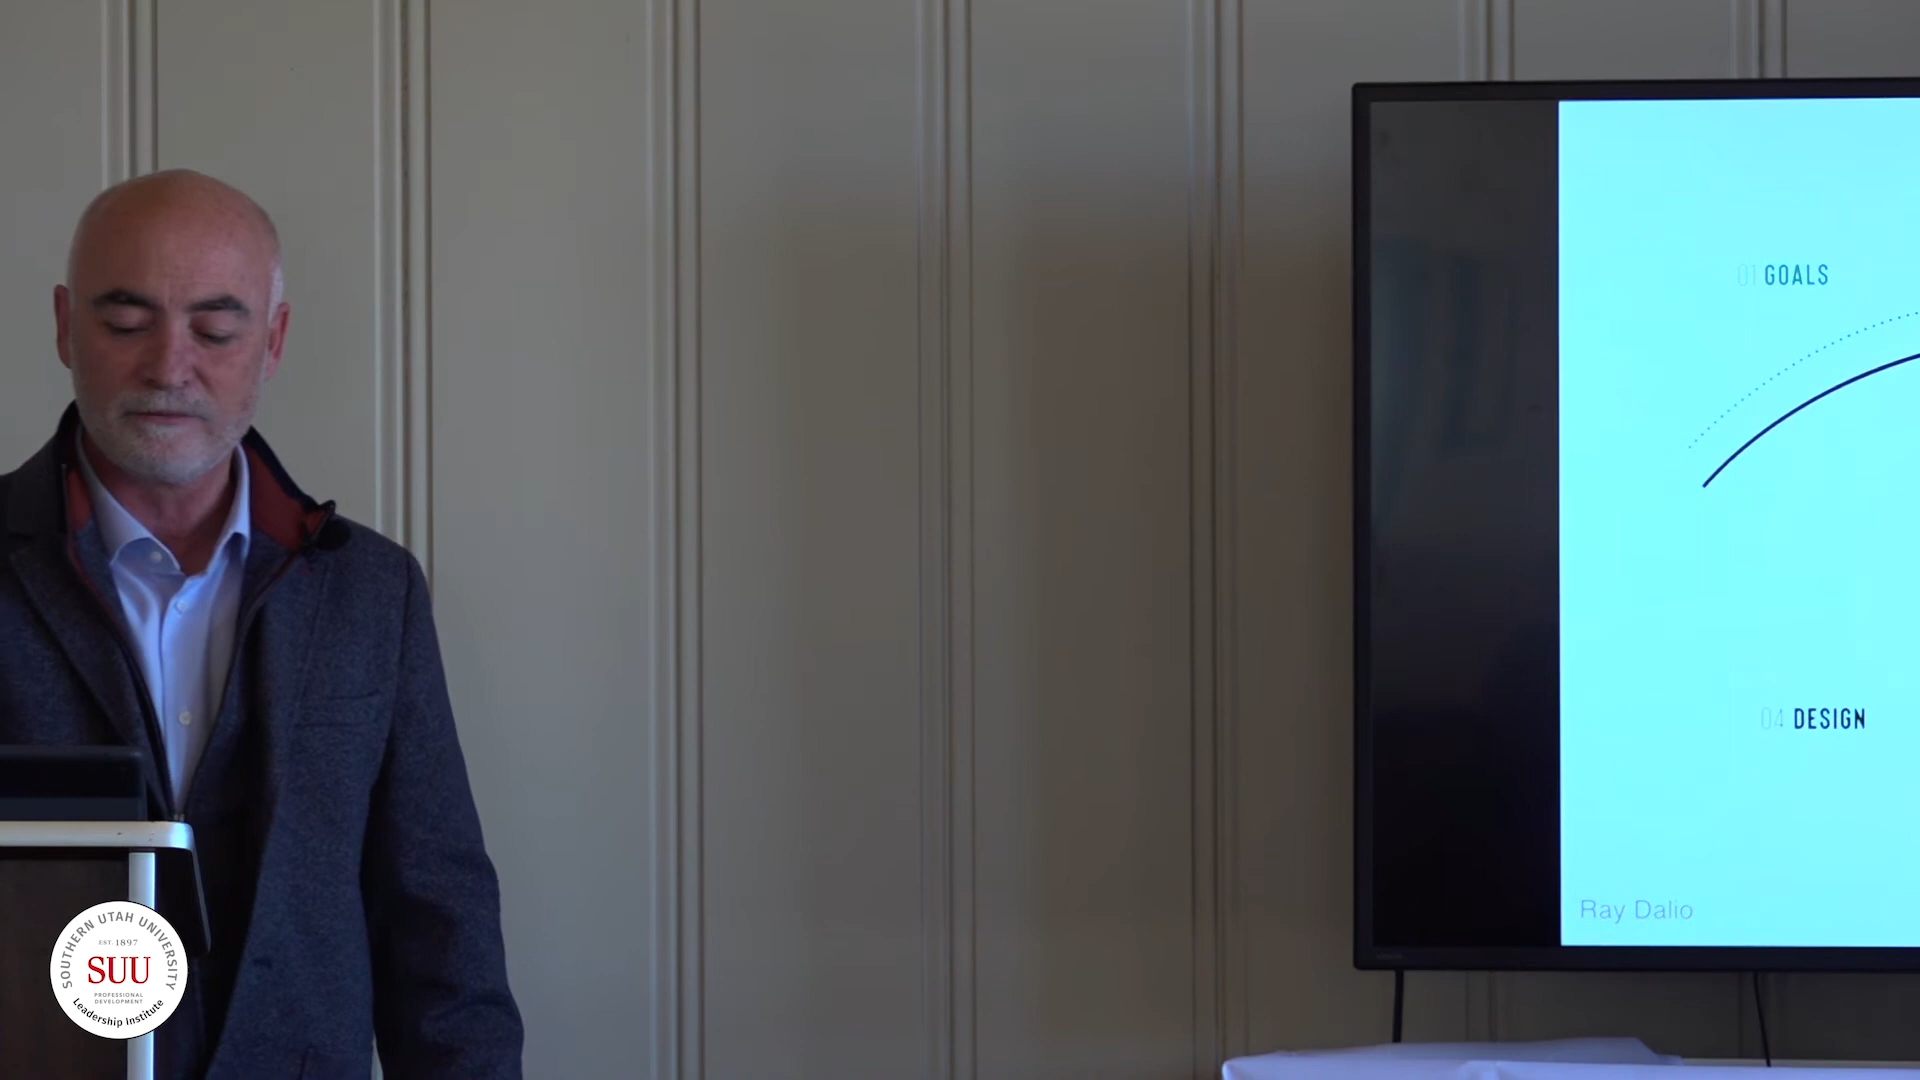 01 GOALS
04 DESIGN
Ray Dalio
SOUTHERN UTAH UNIVERSITY
EST. 1897
SUU
PROFESSIONAL
DEVELOPMENT
Leadership Institute